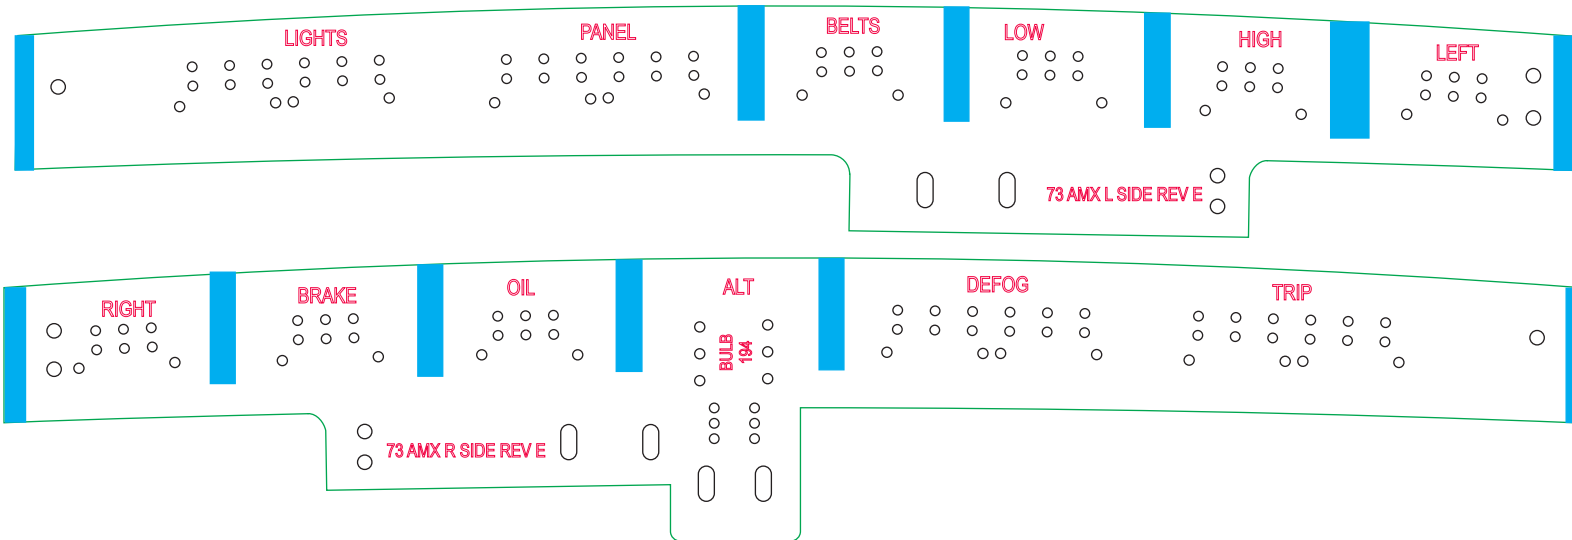 LIGHTS
PANEL
BELTS
LOW
HIGH
LEFT
73 AMX L SIDE REV E
RIGHT
BRAKE
OIL
ALT
DEFOG
TRIP
BULB
194
73 AMX R SIDE REV E